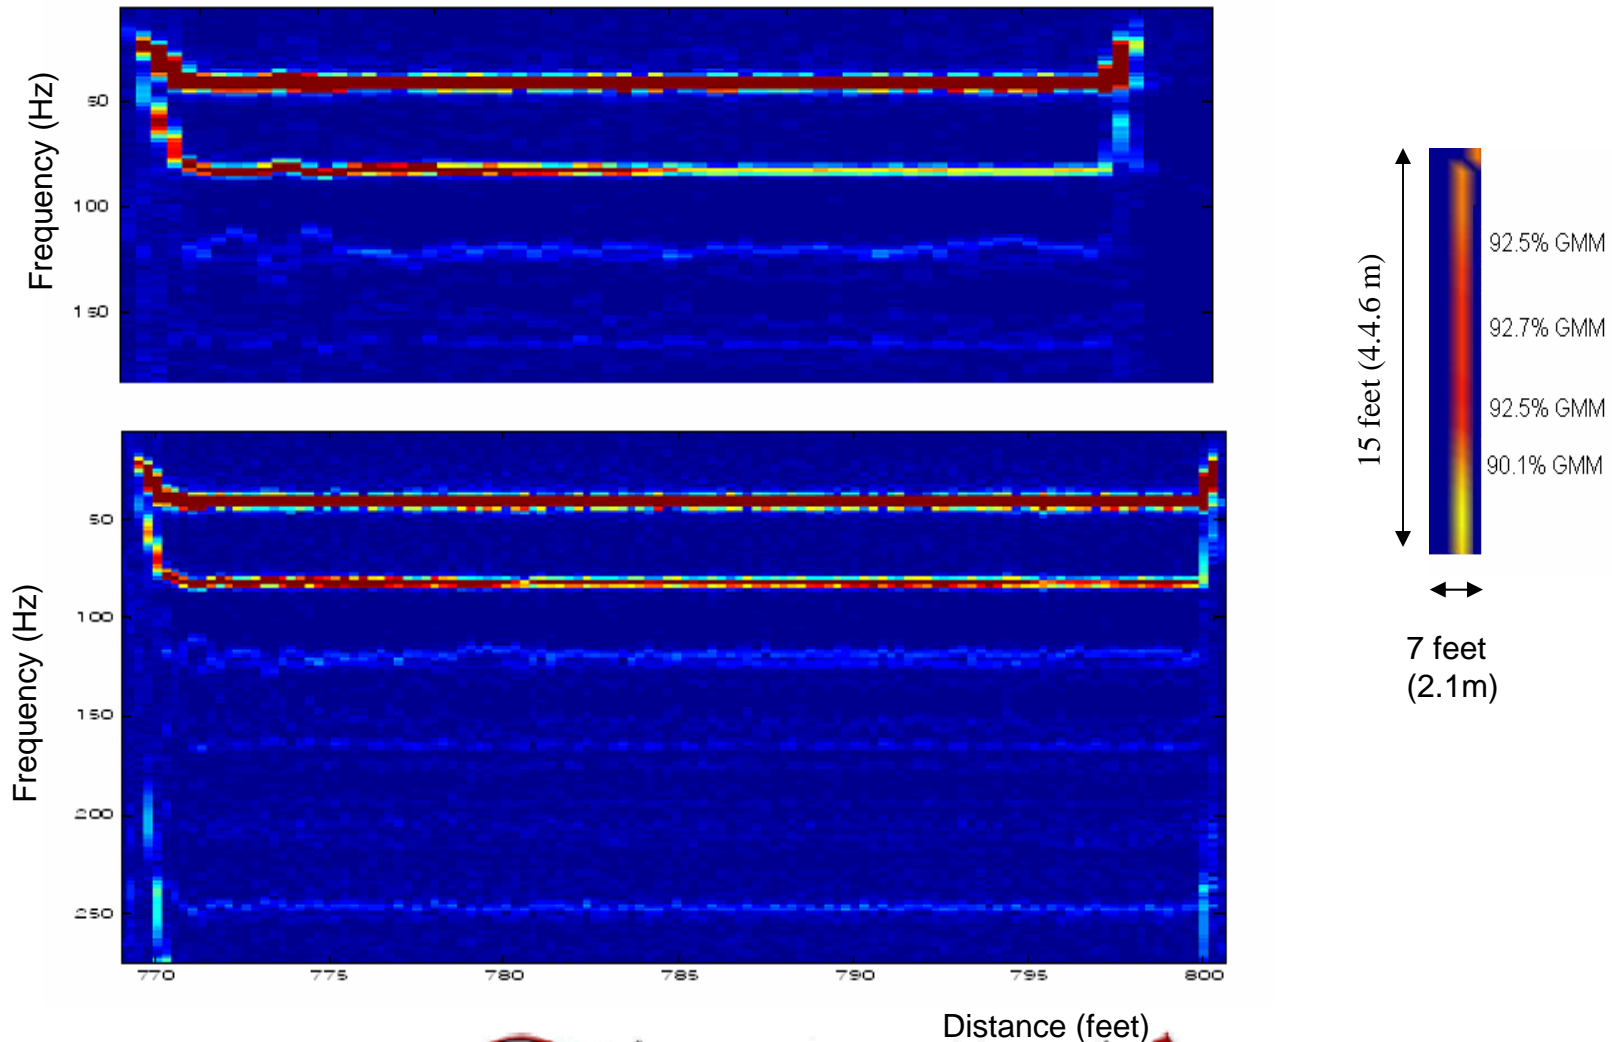 Frequency (Hz)
50
100
150
Frequency (Hz)
50
100
150
200
250
770 775 780 785 790 795 800
Distance (feet)
15 feet (4.4.6 m)
92.5% GMM
92.7% GMM
92.5% GMM
90.1% GMM
7 feet
(2.1m)